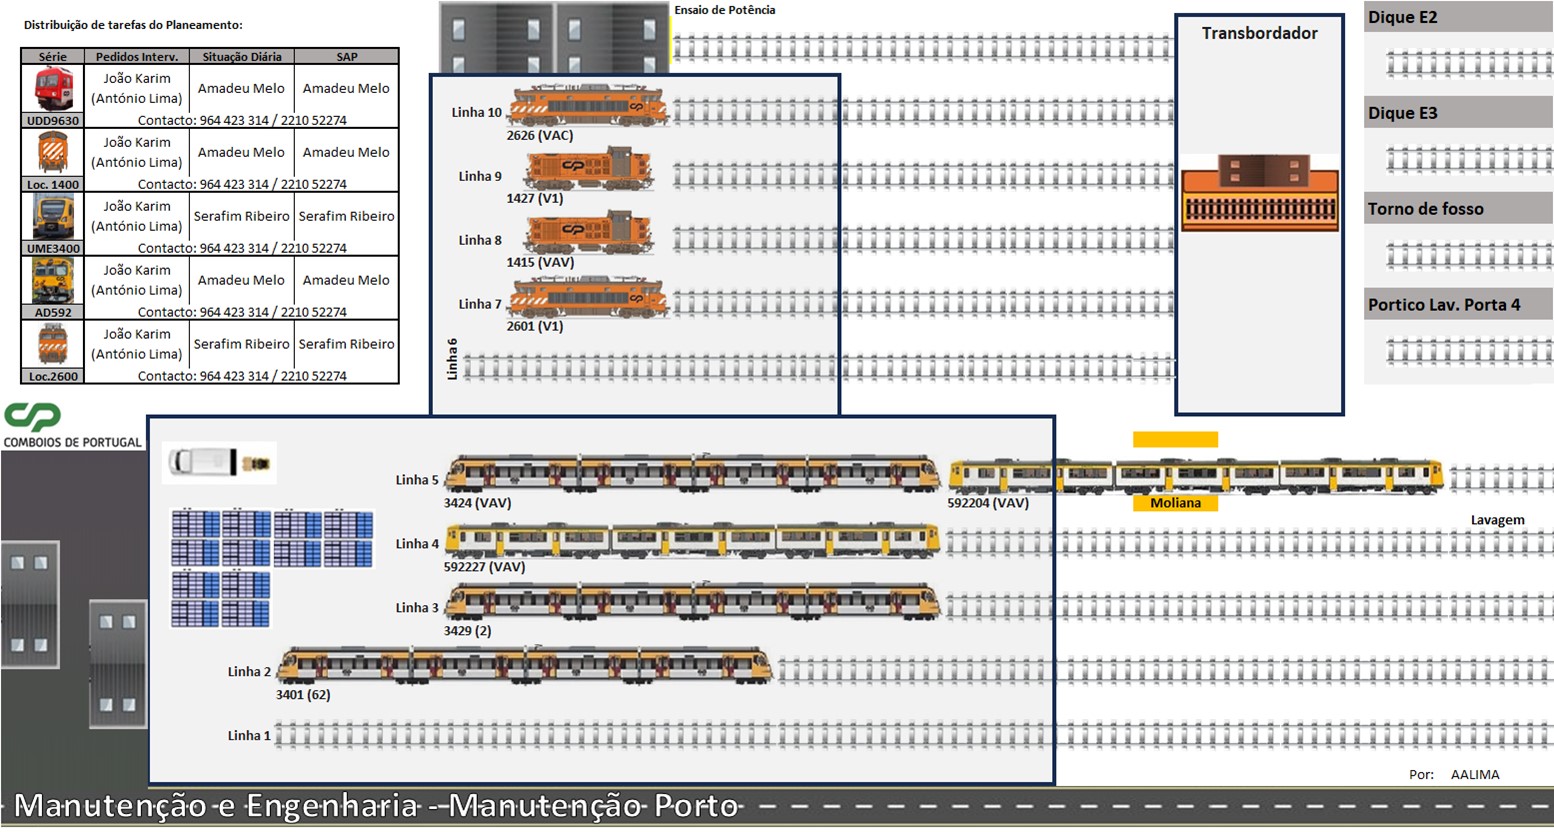 Distribuição de tarefas do Planeamento:
Série Pedidos Interv. Situação Diária SAP
João Karim
(António Lima) Amadeu Melo Amadeu Melo
UDD9630 Contacto: 964 423 314 / 2210 52274
João Karim
(António Lima) Amadeu Melo Amadeu Melo
Loc. 1400 Contacto: 964 423 314 / 2210 52274
João Karim
(António Lima) Serafim Ribeiro Serafim Ribeiro
UME3400 Contacto: 964 423 314 / 2210 52274
João Karim
(António Lima) Amadeu Melo Amadeu Melo
AD592 Contacto: 964 423 314 / 2210 52274
João Karim
(António Lima) Serafim Ribeiro Serafim Ribeiro
Loc.2600 Contacto: 964 423 314 / 2210 52274
Ensaio de Potência
Linha 10
2626 (VAC)
Linha 9
1427 (V1)
Linha 8
1415 (VAV)
Linha 7
2601 (V1)
Linha 6
Transbordador
Dique E2
Dique E3
Torno de fosso
Portico Lav. Porta 4
CP
COMBOIOS DE PORTUGAL
Linha 5
3424 (VAV)
592204 (VAV)
Moliana
Lavagem
Linha 4
592227 (VAV)
Linha 3
3429 (2)
Linha 2
3401 (62)
Linha 1
Por: AALIMA
Manutenção e Engenharia - Manutenção Porto